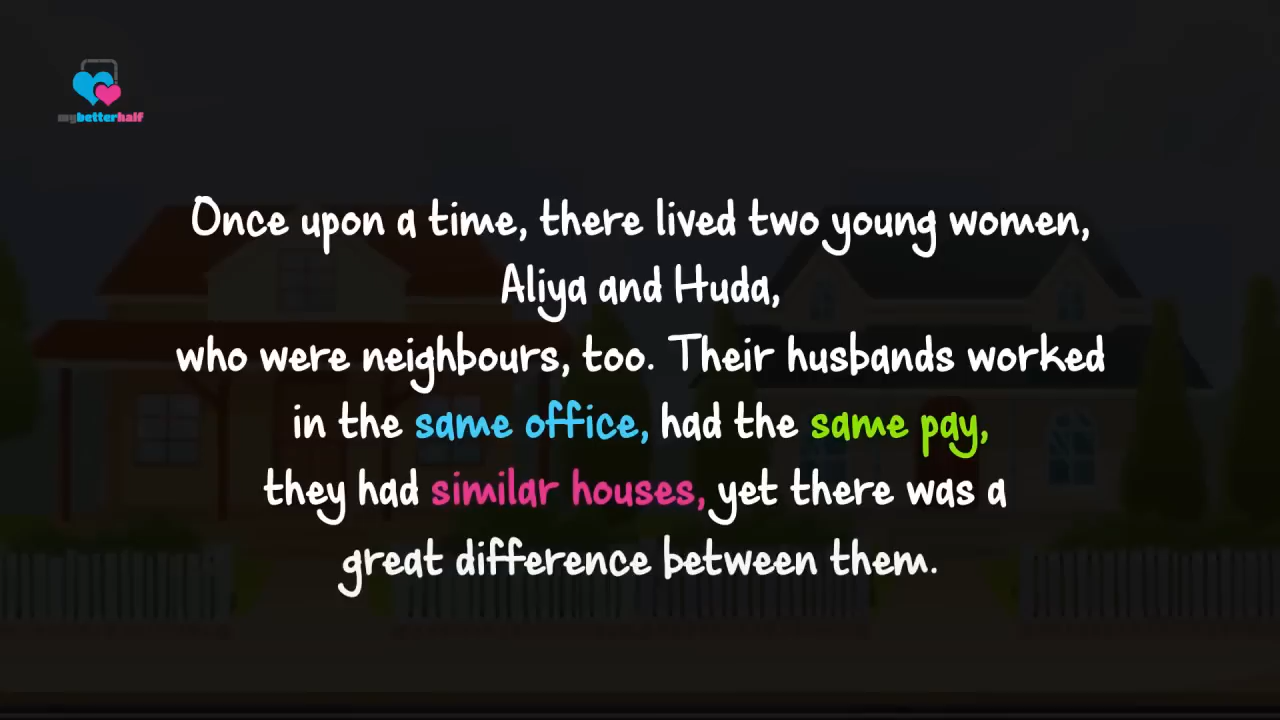 mybetterhalf
Once upon a time, there lived two young women,
Aliya and Huda,
who were neighbours, too. Their husbands worked
in the same office, had the same pay,
they had similar houses, yet there was a
great difference between them.